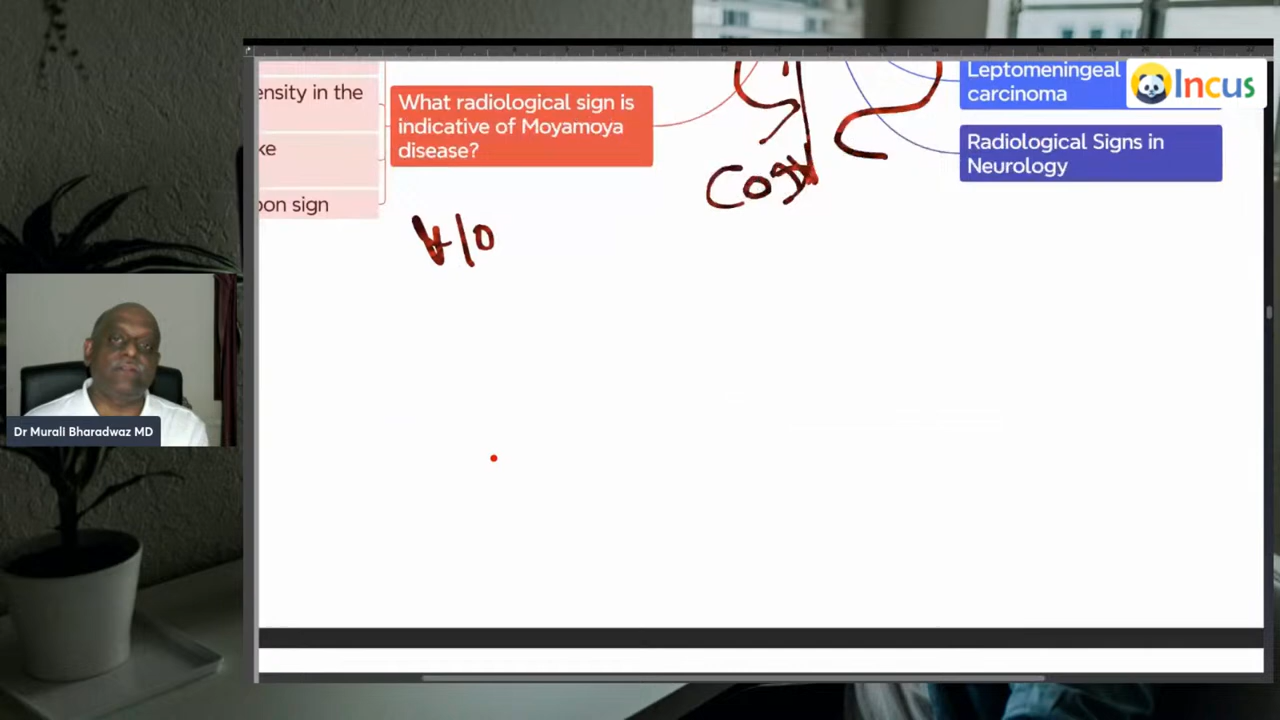 ensity in the
ke
oon sign
What radiological sign is
indicative of Moyamoya
disease?
Leptomeningeal
carcinoma
Incus
Radiological Signs in
Neurology
Dr Murali Bharadwaz MD